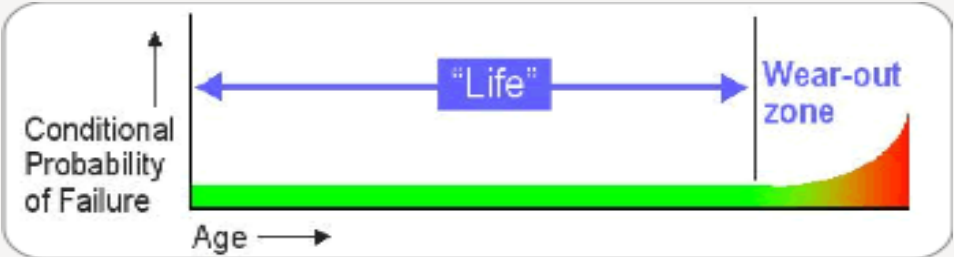 "Life"
Wear-out
zone
Conditional
Probability
of Failure
Age